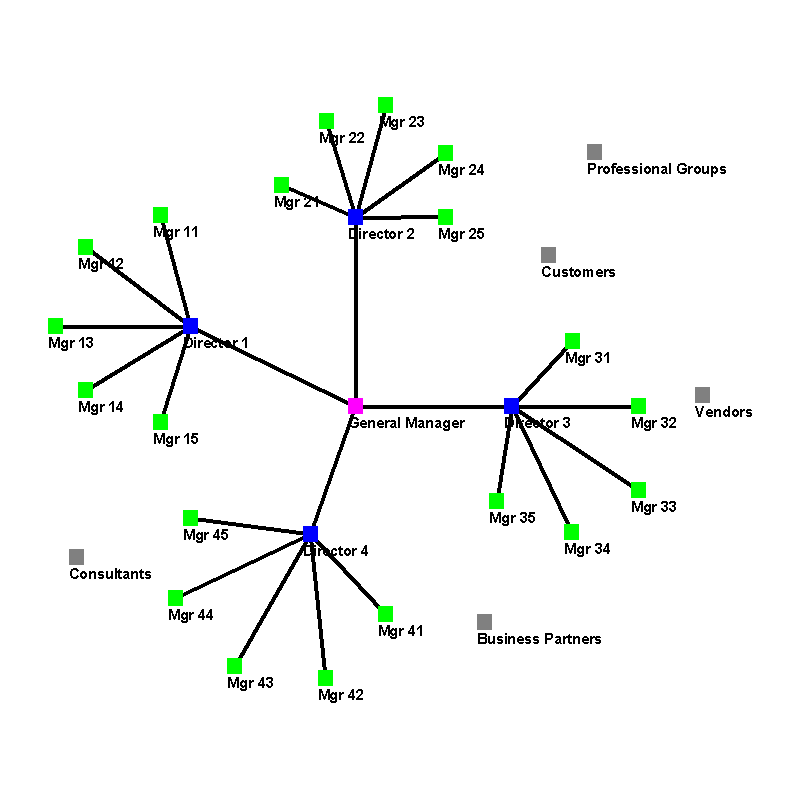 Mgr 23
Mgr 22
Professional Groups
Mgr 24
Mgr 21
Mgr 11
Director 2
Mgr 25
Mgr 12
Customers
Mgr 13
Director 1
Mgr 31
Mgr 14
Vendors
General Manager
Director 3
Mgr 32
Mgr 15
Mgr 33
Mgr 35
Mgr 45
Mgr 34
Director 4
Consultants
Mgr 44
Mgr 41
Business Partners
Mgr 43
Mgr 42